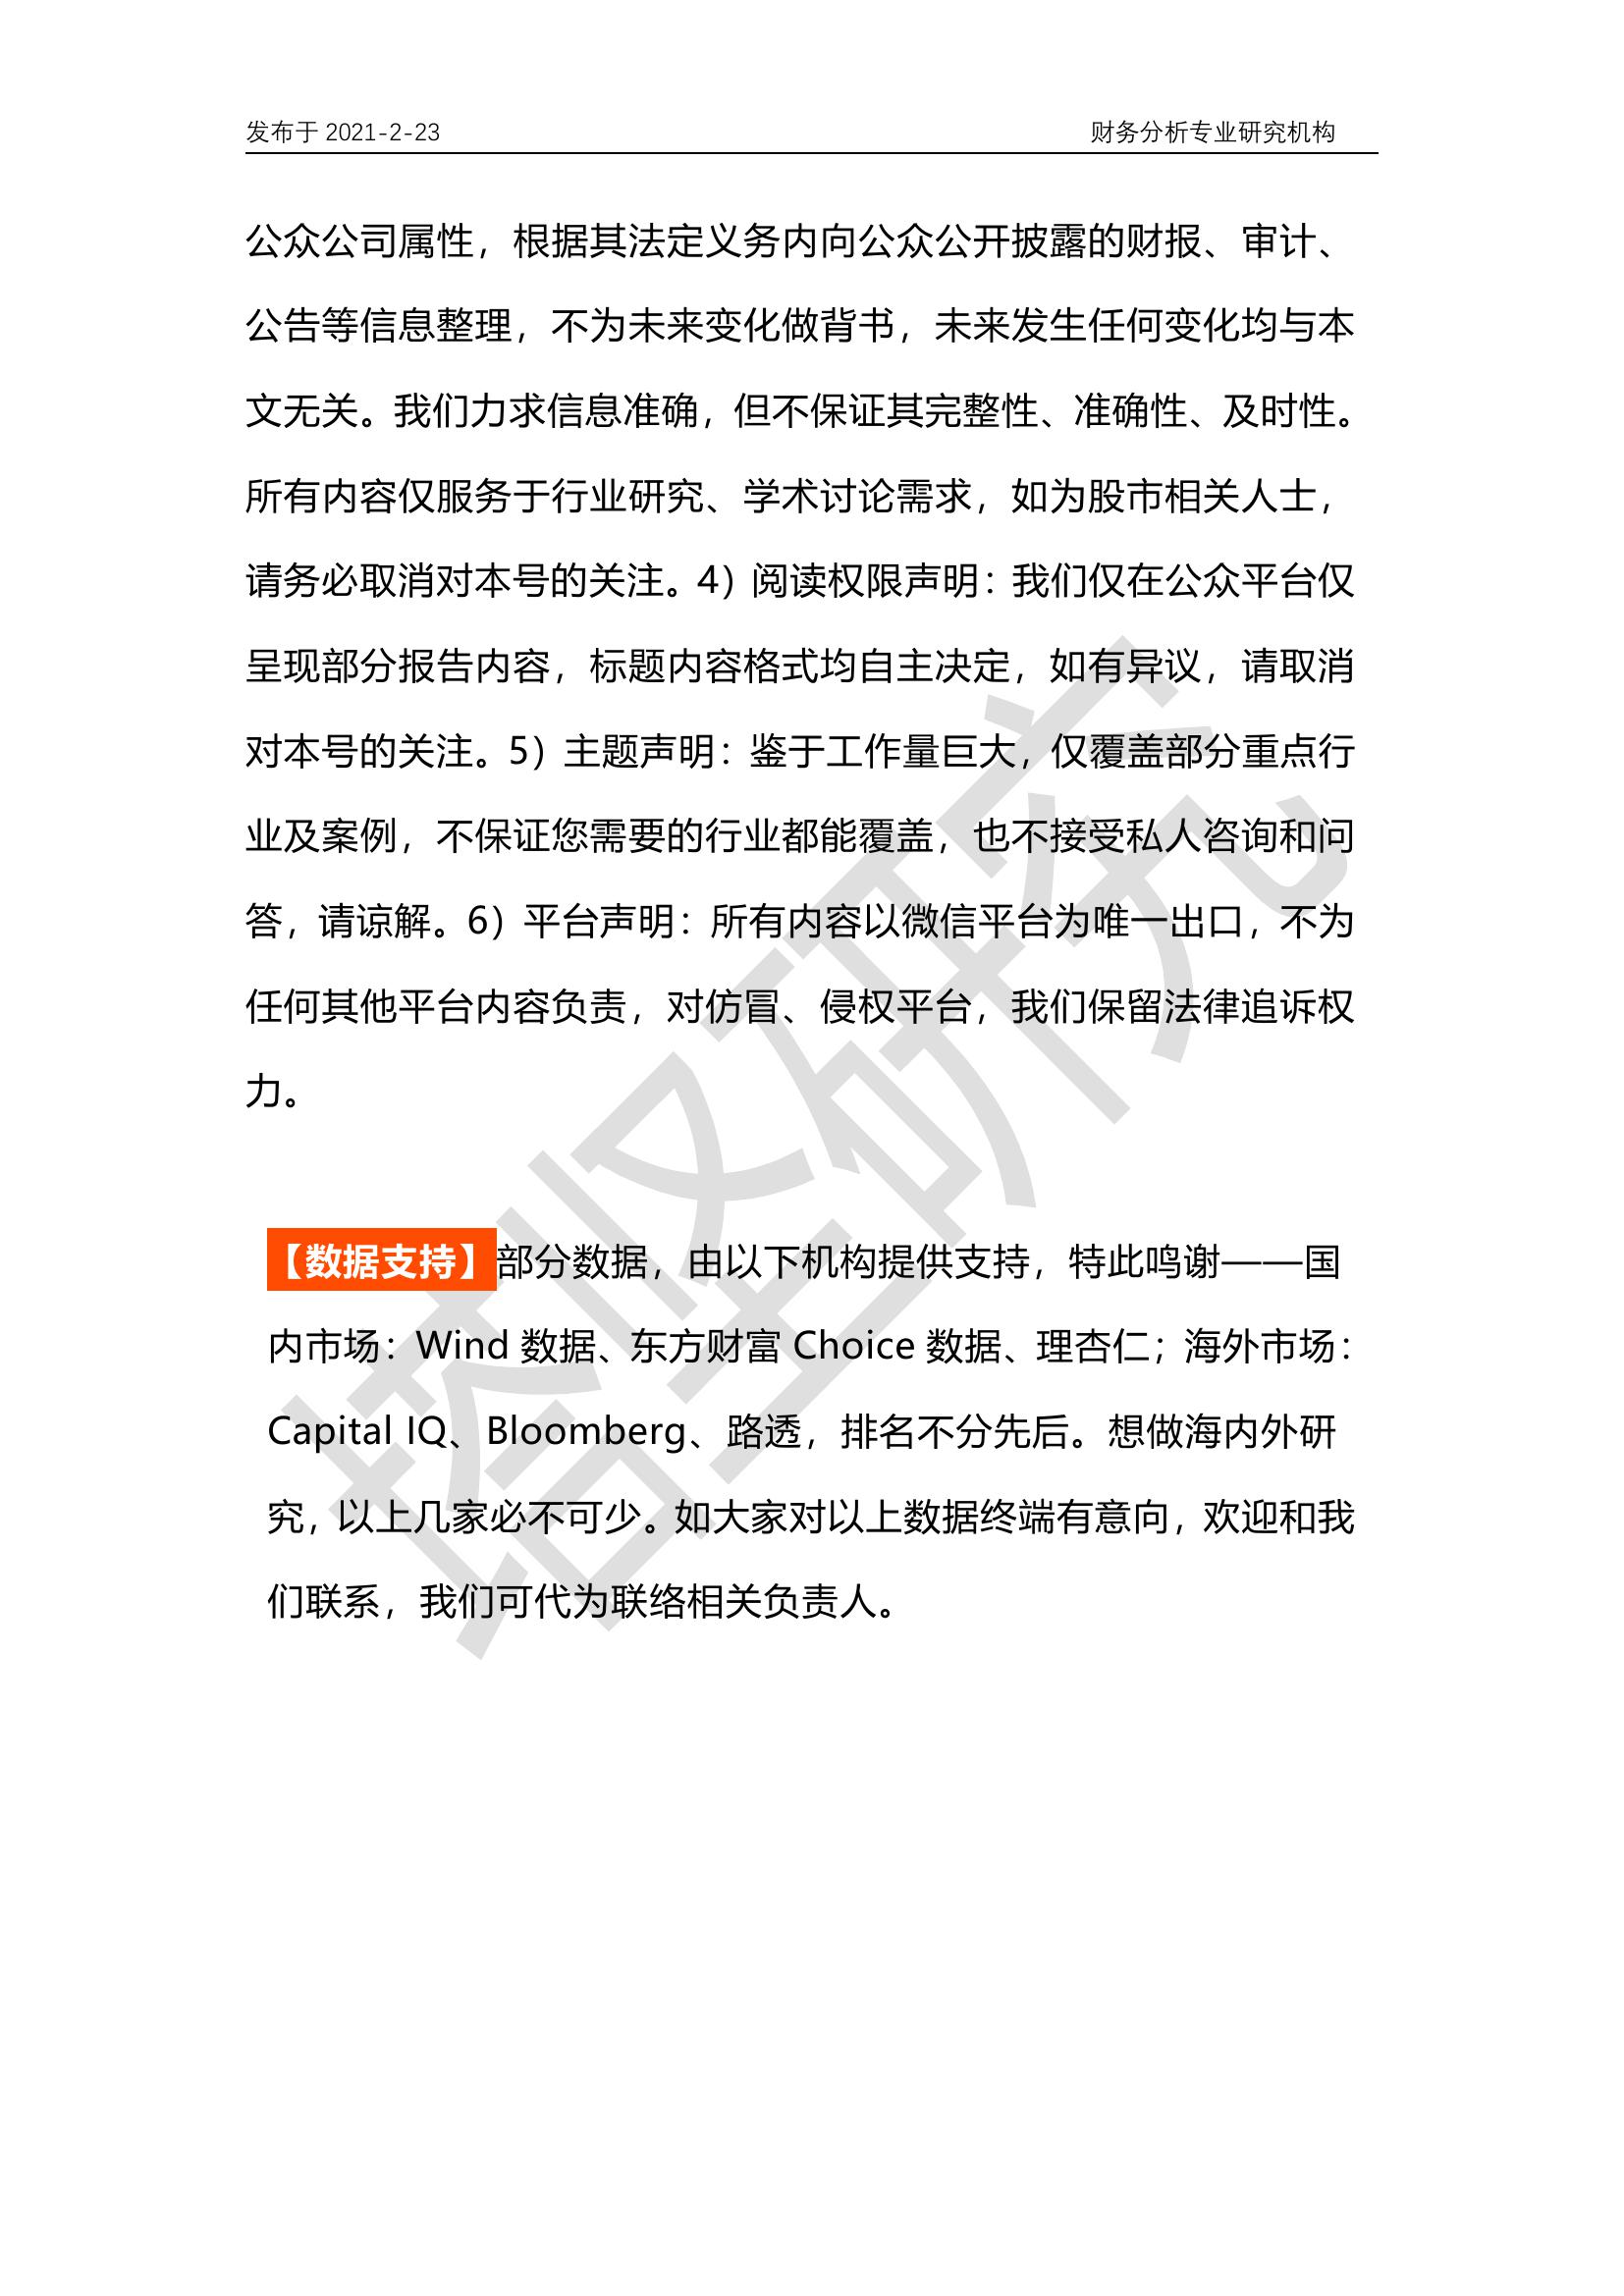 发布于 2021-2-23 财务分析专业研究机构
公众公司属性，根据其法定义务内向公众公开披露的财报、审计、
公告等信息整理，不为未来变化做背书，未来发生任何变化均与本
文无关。我们力求信息准确，但不保证其完整性、准确性、及时性。
所有内容仅服务于行业研究、学术讨论需求，如为股市相关人士，
请务必取消对本号的关注。4）阅读权限声明：我们仅在公众平台仅
呈现部分报告内容，标题内容格式均自主决定，如有异议，请取消
对本号的关注。5）主题声明：鉴于工作量巨大，仅覆盖部分重点行
业及案例，不保证您需要的行业都能覆盖，也不接受私人咨询和问
答，请谅解。6）平台声明：所有内容以微信平台为唯一出口，不为
任何其他平台内容负责，对仿冒、侵权平台，我们保留法律追诉权
力。
【数据支持】部分数据，由以下机构提供支持，特此鸣谢——国
内市场：Wind 数据、东方财富 Choice 数据、理杏仁；海外市场：
Capital IQ、Bloomberg、路透，排名不分先后。想做海内外研
究，以上几家必不可少。如大家对以上数据终端有意向，欢迎和我
们联系，我们可代为联络相关负责人。
塔坚研究